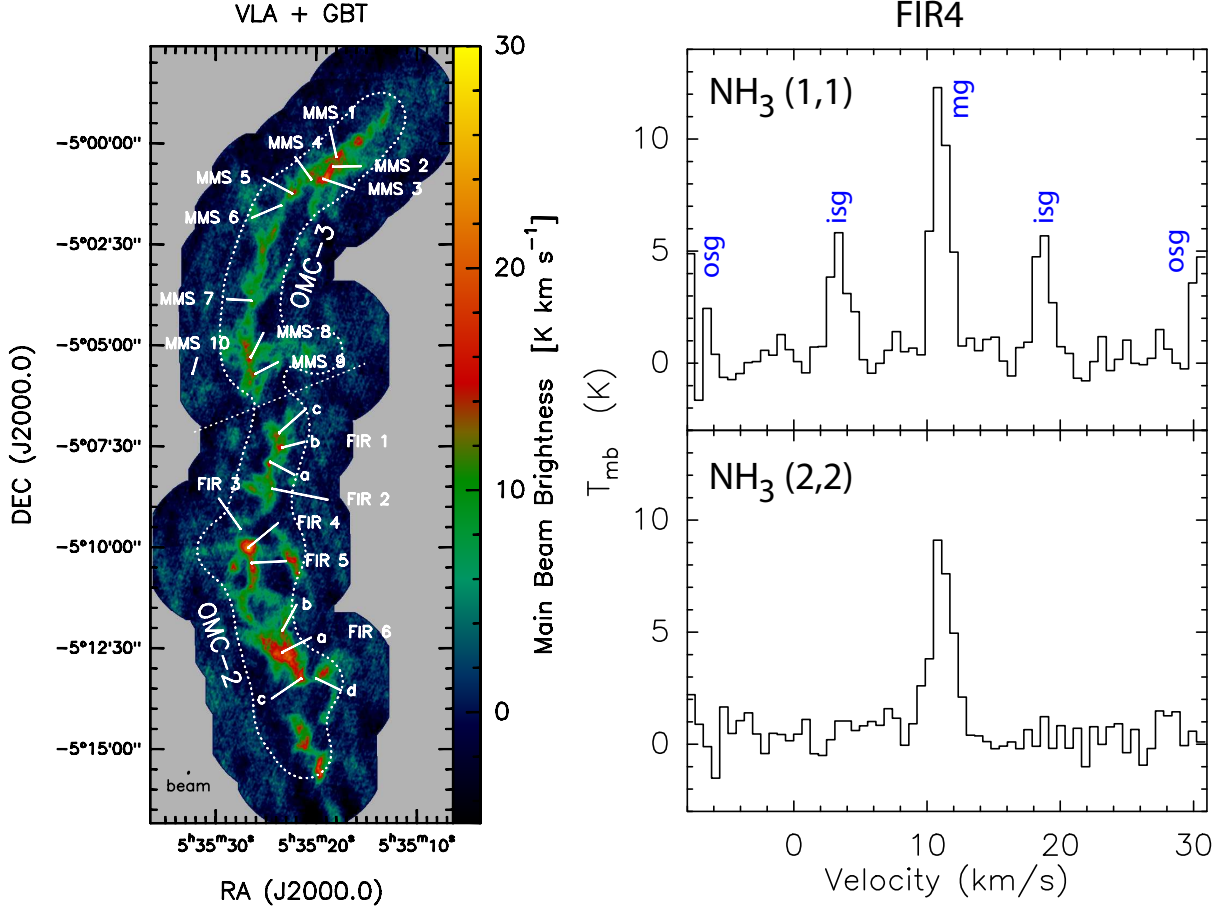 VLA + GBT
-5°00'00"
-5°02'30"
-5°05'00"
-5°07'30"
-5°10'00"
-5°12'30"
-5°15'00"
DEC (J2000.0)
MMS 1
MMS 4
MMS 2
MMS 5
MMS 3
MMS 6
OMC-3
MMS 7
MMS 8
MMS 10
MMS 9
c
b
FIR 1
a
FIR 3
FIR 2
FIR 4
FIR 5
b
OMC-2
a
FIR 6
c
d
beam
5ʰ35ᵐ30ˢ
5ʰ35ᵐ20ˢ
5ʰ35ᵐ10ˢ
RA (J2000.0)
30
20
10
0
Main Beam Brightness [K km s⁻¹]
FIR4
NH₃ (1,1)
osg
isg
mg
isg
osg
10
5
0
T_mb (K)
NH₃ (2,2)
10
5
0
0
10
20
30
Velocity (km/s)